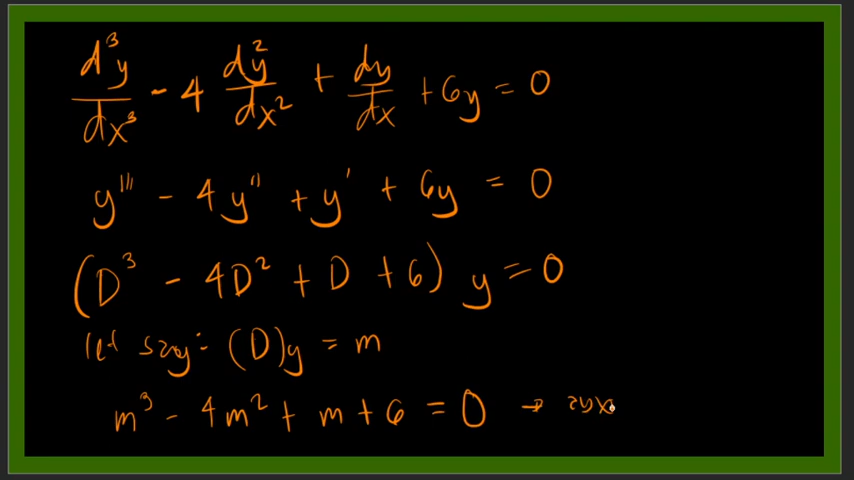 d³y/dx³ - 4 d²y/dx² + dy/dx + 6y = 0
y''' - 4y'' + y' + 6y = 0
(D³ - 4D² + D + 6) y = 0
let say: (D)y = m
m³ - 4m² + m + 6 = 0 →